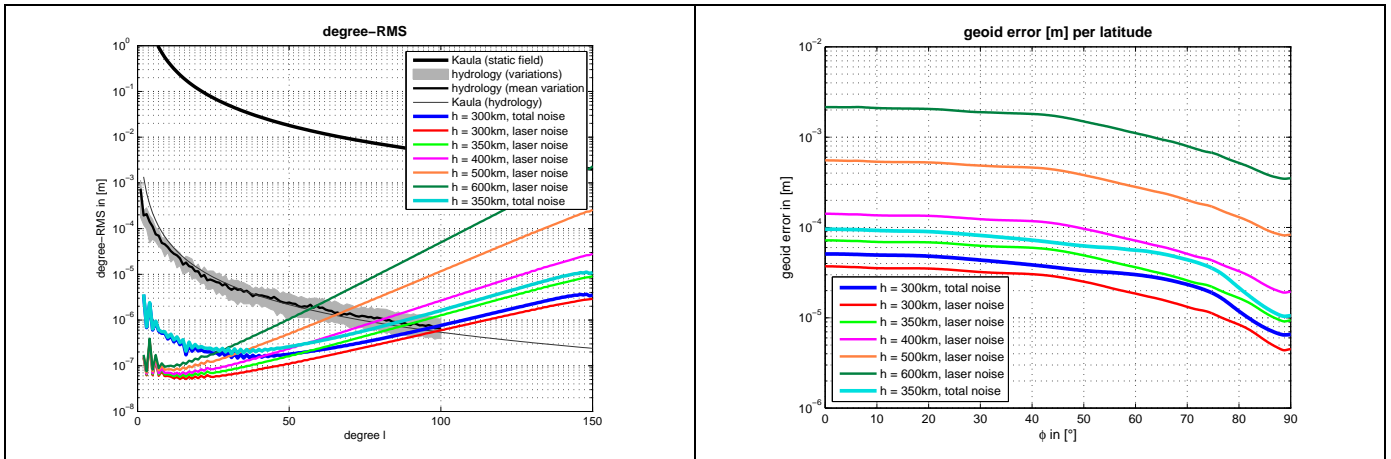 degree−RMS
10^0
10^−1
10^−2
10^−3
10^−4
10^−5
10^−6
10^−7
10^−8
degree−RMS in [m]
0
50
100
150
degree l
Kaula (static field)
hydrology (variations)
hydrology (mean variation
Kaula (hydrology)
h = 300km, total noise
h = 300km, laser noise
h = 350km, laser noise
h = 400km, laser noise
h = 500km, laser noise
h = 600km, laser noise
h = 350km, total noise
geoid error [m] per latitude
10^−2
10^−3
10^−4
10^−5
10^−6
geoid error in [m]
0
10
20
30
40
50
60
70
80
90
ϕ in [°]
h = 300km, total noise
h = 300km, laser noise
h = 350km, laser noise
h = 400km, laser noise
h = 500km, laser noise
h = 600km, laser noise
h = 350km, total noise